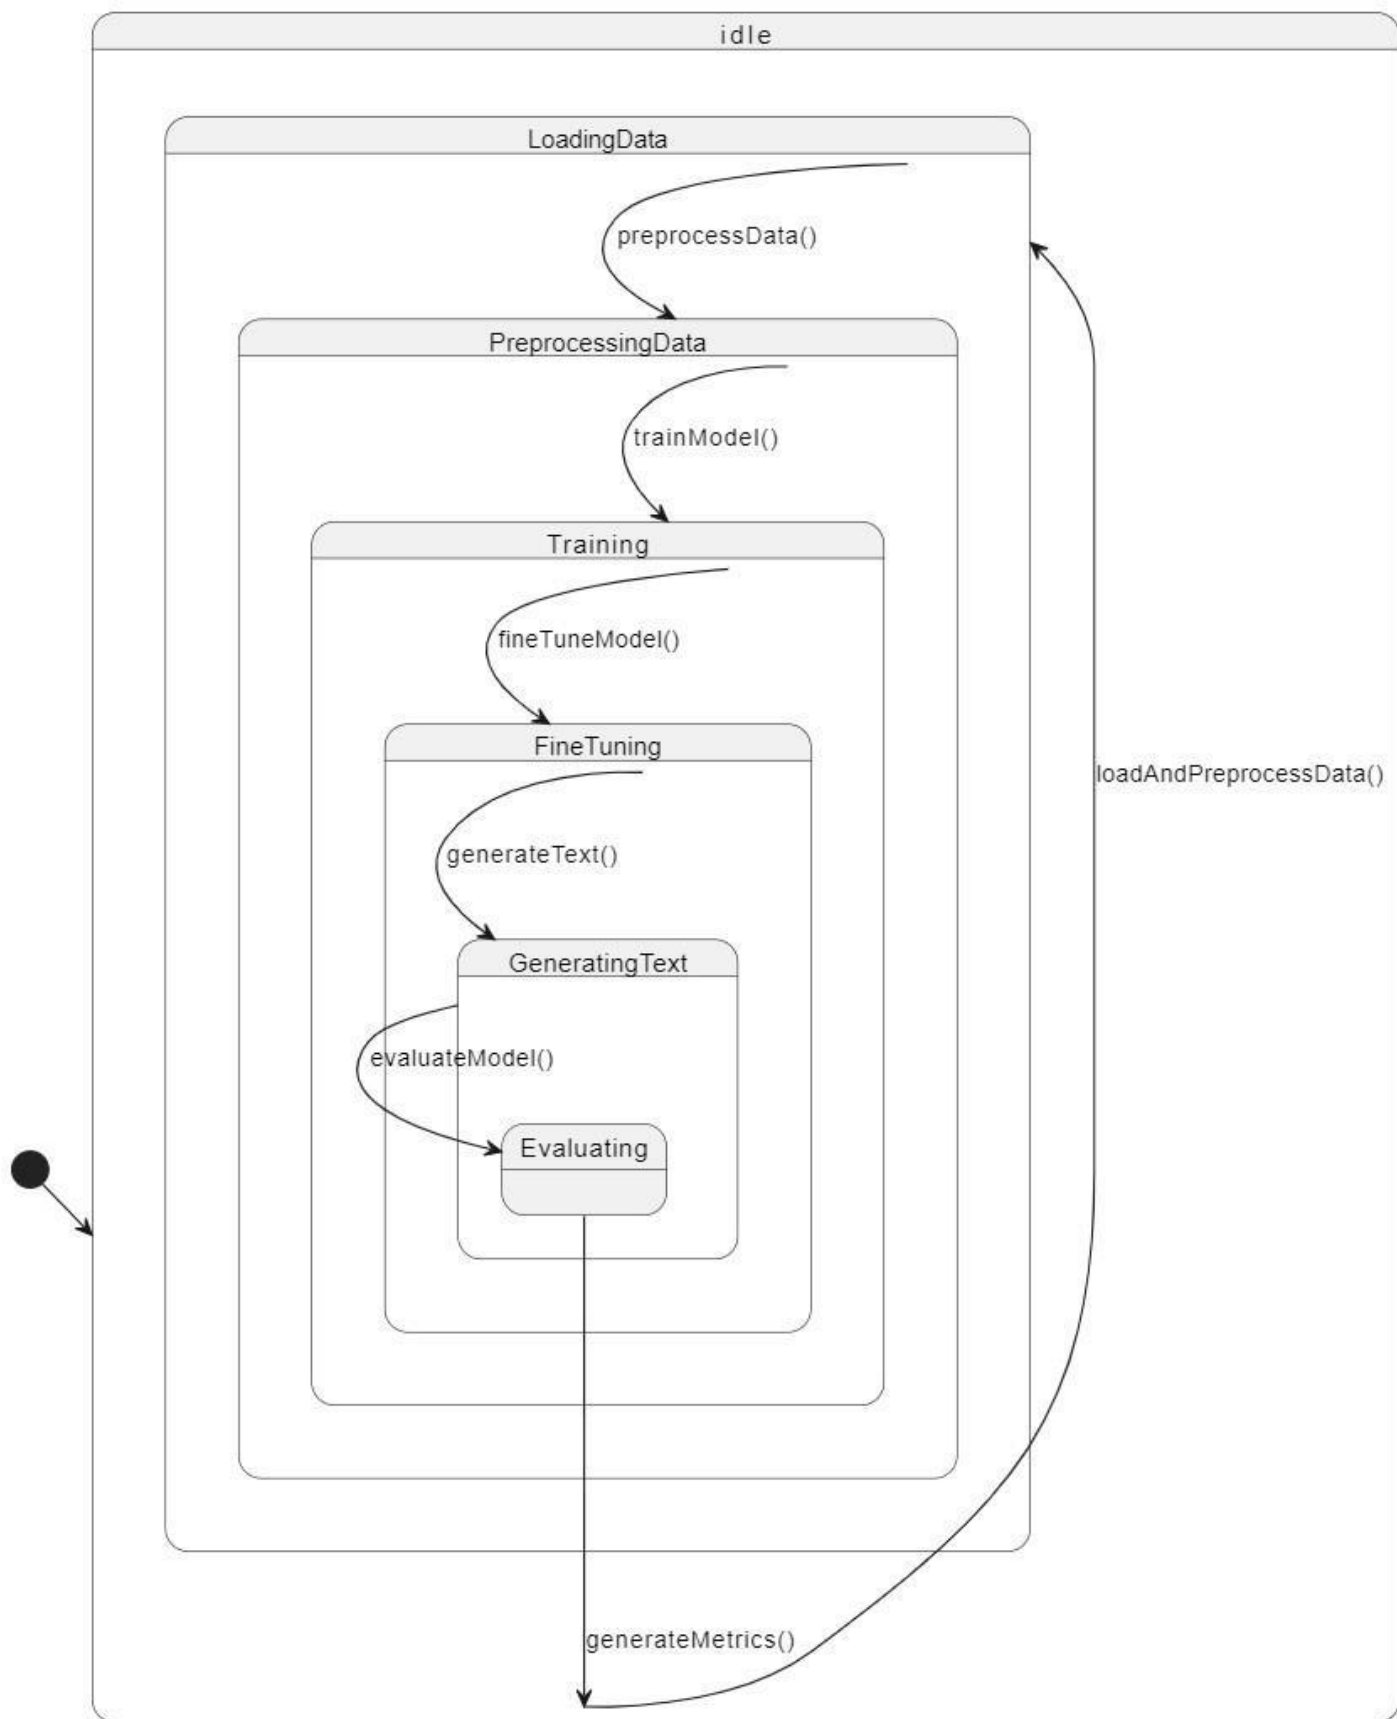 idle
LoadingData
preprocessData()
PreprocessingData
trainModel()
Training
fineTuneModel()
FineTuning
loadAndPreprocessData()
generateText()
GeneratingText
evaluateModel()
Evaluating
generateMetrics()